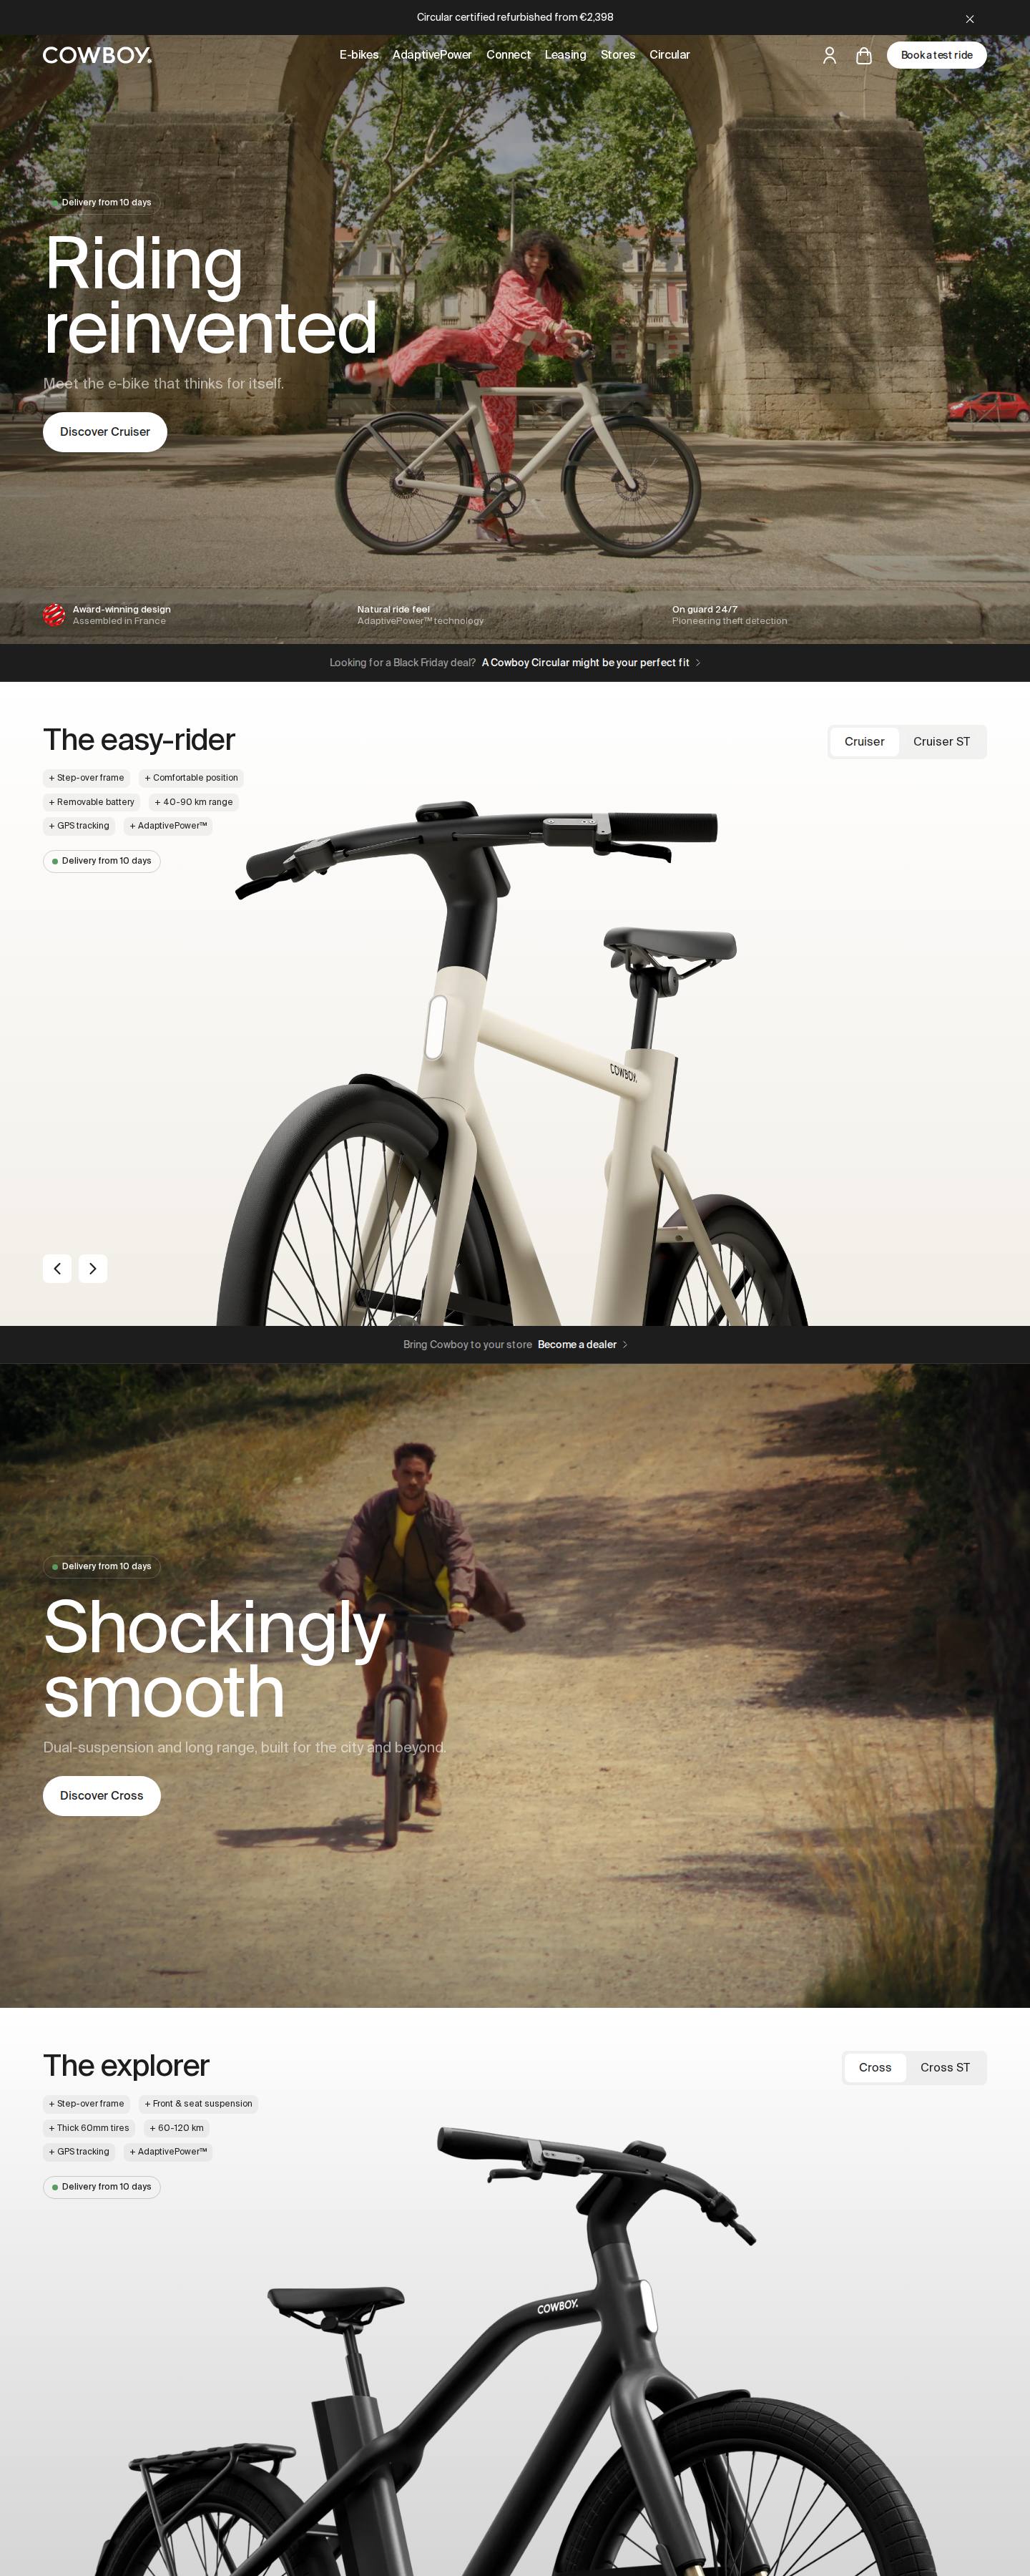 Circular certified refurbished from €2,398
COWBOY.
E-bikes AdaptivePower Connect Leasing Stores Circular
Book a test ride
Delivery from 10 days
Riding
reinvented
Meet the e-bike that thinks for itself.
Discover Cruiser
Award-winning design
Assembled in France
Natural ride feel
AdaptivePower™ technology
On guard 24/7
Pioneering theft detection
Looking for a Black Friday deal? A Cowboy Circular might be your perfect fit
The easy-rider
Cruiser Cruiser ST
+ Step-over frame + Comfortable position
+ Removable battery + 40-90 km range
+ GPS tracking + AdaptivePower™
Delivery from 10 days
COWBOY.
Bring Cowboy to your store Become a dealer
Delivery from 10 days
Shockingly
smooth
Dual-suspension and long range, built for the city and beyond.
Discover Cross
The explorer
Cross Cross ST
+ Step-over frame + Front & seat suspension
+ Thick 60mm tires + 60-120 km
+ GPS tracking + AdaptivePower™
Delivery from 10 days
COWBOY.